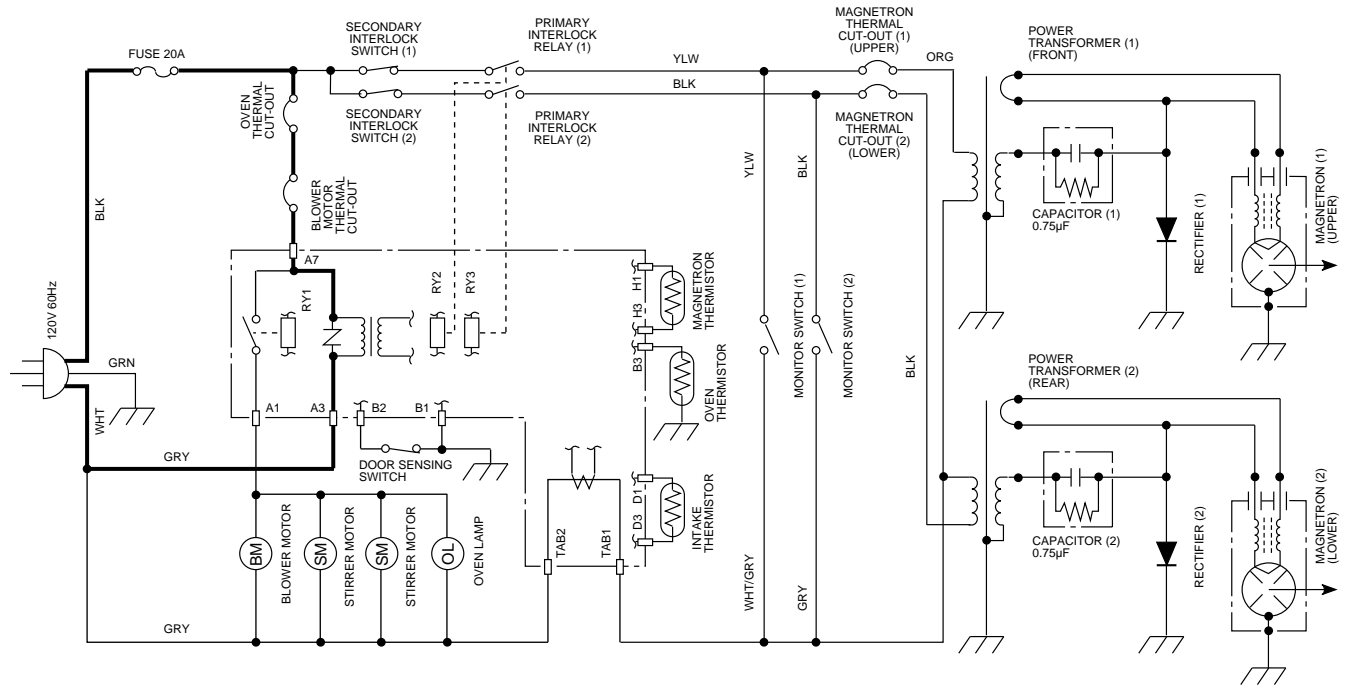 FUSE 20A
SECONDARY
INTERLOCK
SWITCH (1)
PRIMARY
INTERLOCK
RELAY (1)
MAGNETRON
THERMAL
CUT-OUT (1)
(UPPER)
ORG
POWER
TRANSFORMER (1)
(FRONT)
YLW
BLK
OVEN
THERMAL
CUT-OUT
SECONDARY
INTERLOCK
SWITCH (2)
PRIMARY
INTERLOCK
RELAY (2)
MAGNETRON
THERMAL
CUT-OUT (2)
(LOWER)
BLOWER
MOTOR
THERMAL
CUT-OUT
YLW
BLK
BLK
CAPACITOR (1)
0.75µF
RECTIFIER (1)
MAGNETRON (1)
(UPPER)
A7
RY1
RY2
RY3
H1
H3
MAGNETRON
THERMISTOR
B3
OVEN
THERMISTOR
MONITOR SWITCH (1)
MONITOR SWITCH (2)
BLK
120V 60Hz
GRN
WHT
A1
A3
B2
B1
GRY
DOOR SENSING
SWITCH
POWER
TRANSFORMER (2)
(REAR)
D1
D3
INTAKE
THERMISTOR
TAB2
TAB1
CAPACITOR (2)
0.75µF
RECTIFIER (2)
MAGNETRON (2)
(LOWER)
BM
BLOWER MOTOR
SM
STIRRER MOTOR
SM
STIRRER MOTOR
OL
OVEN LAMP
WHT/GRY
GRY
GRY